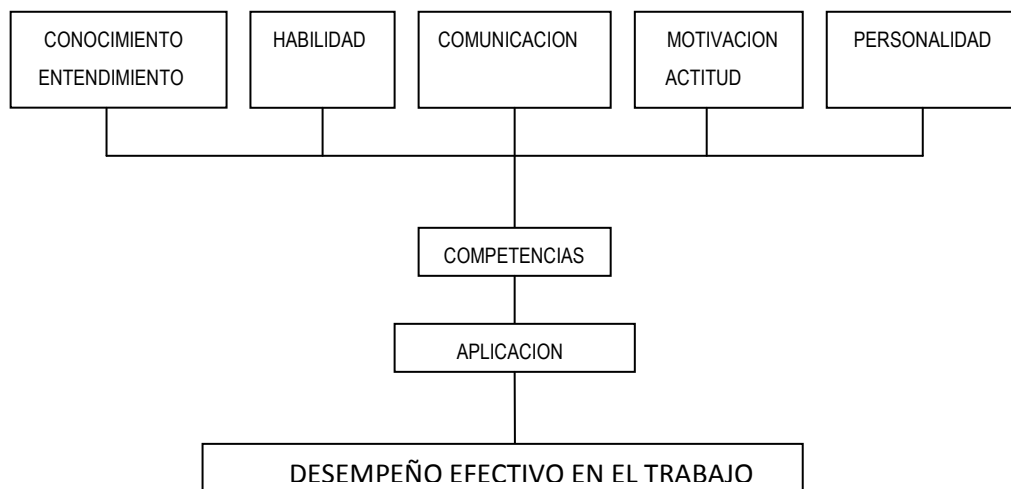 CONOCIMIENTO
ENTENDIMIENTO
HABILIDAD
COMUNICACION
MOTIVACION
ACTITUD
PERSONALIDAD
COMPETENCIAS
APLICACION
DESEMPEÑO EFECTIVO EN EL TRABAJO